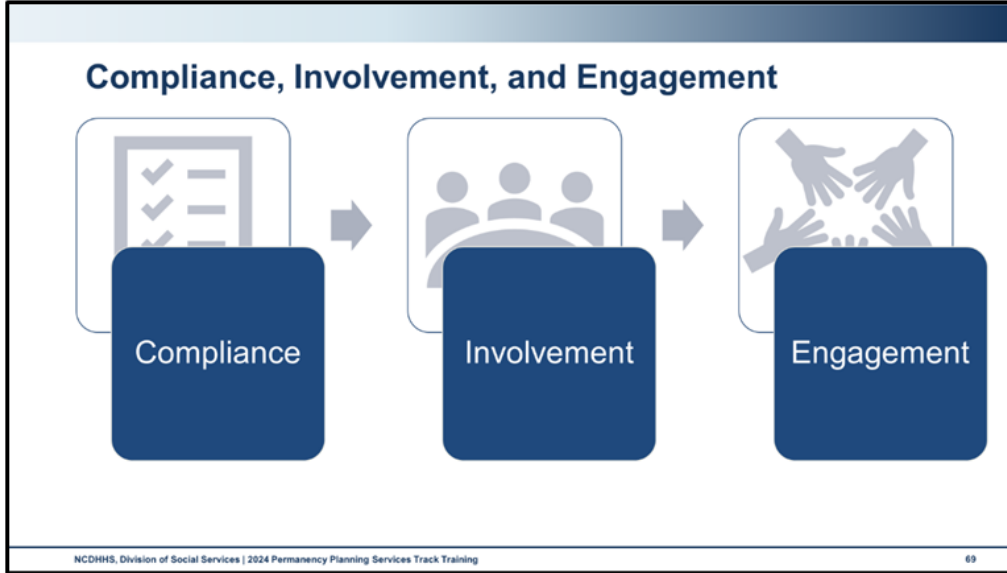 Compliance, Involvement, and Engagement
Compliance
Involvement
Engagement
NCDHHS, Division of Social Services | 2024 Permanency Planning Services Track Training
69